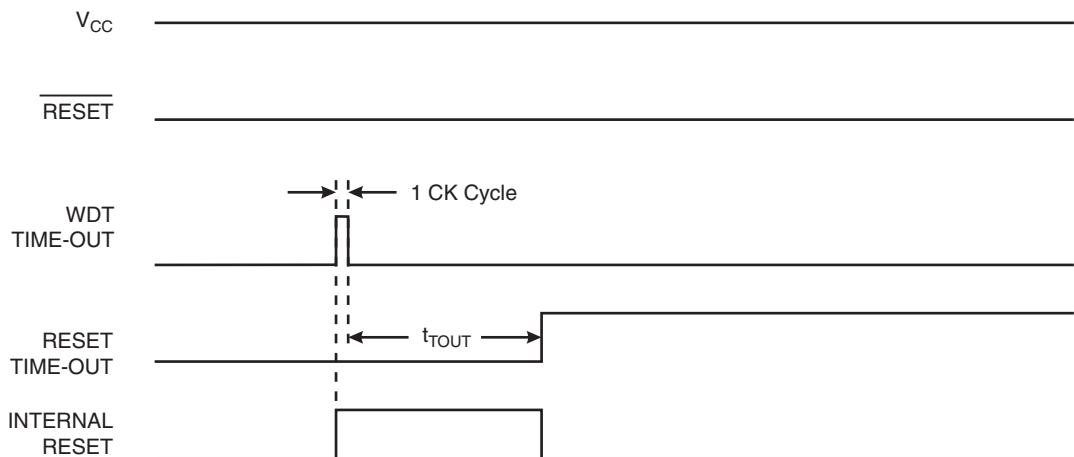 VCC
RESET
1 CK Cycle
WDT
TIME-OUT
RESET
TIME-OUT
tTOUT
INTERNAL
RESET